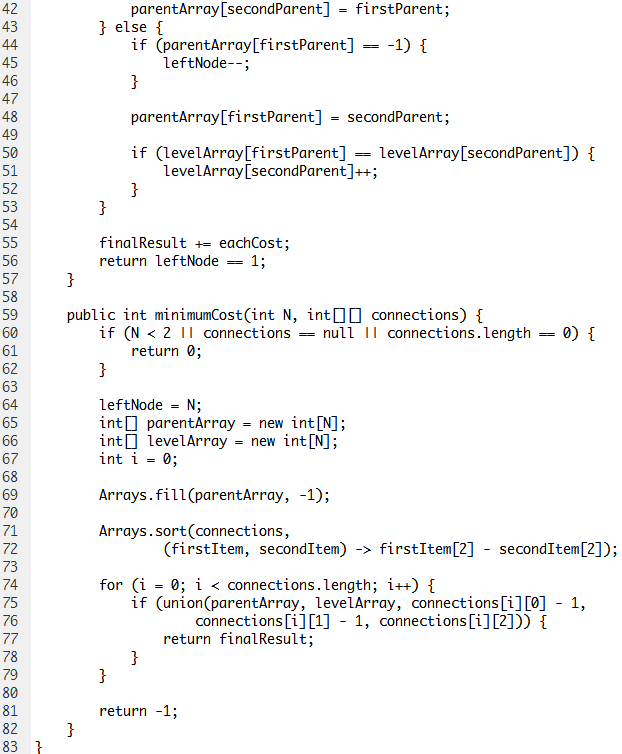 42             parentArray[secondParent] = firstParent;
43         } else {
44             if (parentArray[firstParent] == -1) {
45                 leftNode--;
46             }
47
48             parentArray[firstParent] = secondParent;
49
50             if (levelArray[firstParent] == levelArray[secondParent]) {
51                 levelArray[secondParent]++;
52             }
53         }
54
55         finalResult += eachCost;
56         return leftNode == 1;
57     }
58
59     public int minimumCost(int N, int[][] connections) {
60         if (N < 2 || connections == null || connections.length == 0) {
61             return 0;
62         }
63
64         leftNode = N;
65         int[] parentArray = new int[N];
66         int[] levelArray = new int[N];
67         int i = 0;
68
69         Arrays.fill(parentArray, -1);
70
71         Arrays.sort(connections,
72                 (firstItem, secondItem) -> firstItem[2] - secondItem[2]);
73
74         for (i = 0; i < connections.length; i++) {
75             if (union(parentArray, levelArray, connections[i][0] - 1,
76                     connections[i][1] - 1, connections[i][2])) {
77                 return finalResult;
78             }
79         }
80
81         return -1;
82     }
83 }